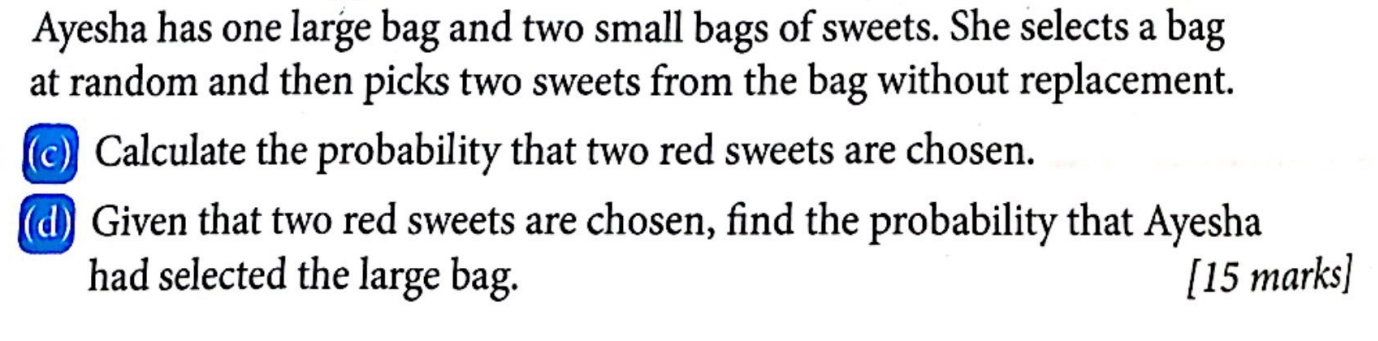 Ayesha has one large bag and two small bags of sweets. She selects a bag
at random and then picks two sweets from the bag without replacement.
(c) Calculate the probability that two red sweets are chosen.
(d) Given that two red sweets are chosen, find the probability that Ayesha
had selected the large bag. [15 marks]